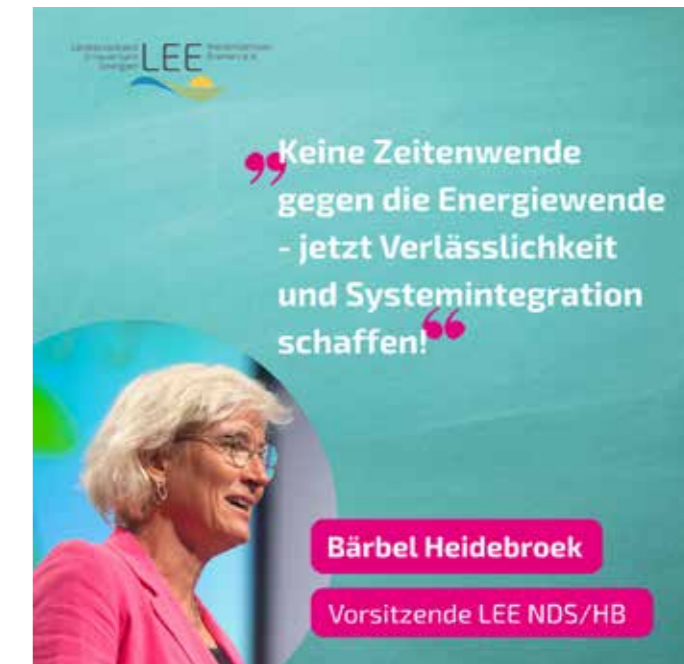 LEE
„Keine Zeitenwende
gegen die Energiewende
- jetzt Verlässlichkeit
und Systemintegration
schaffen!“
Bärbel Heidebroek
Vorsitzende LEE NDS/HB